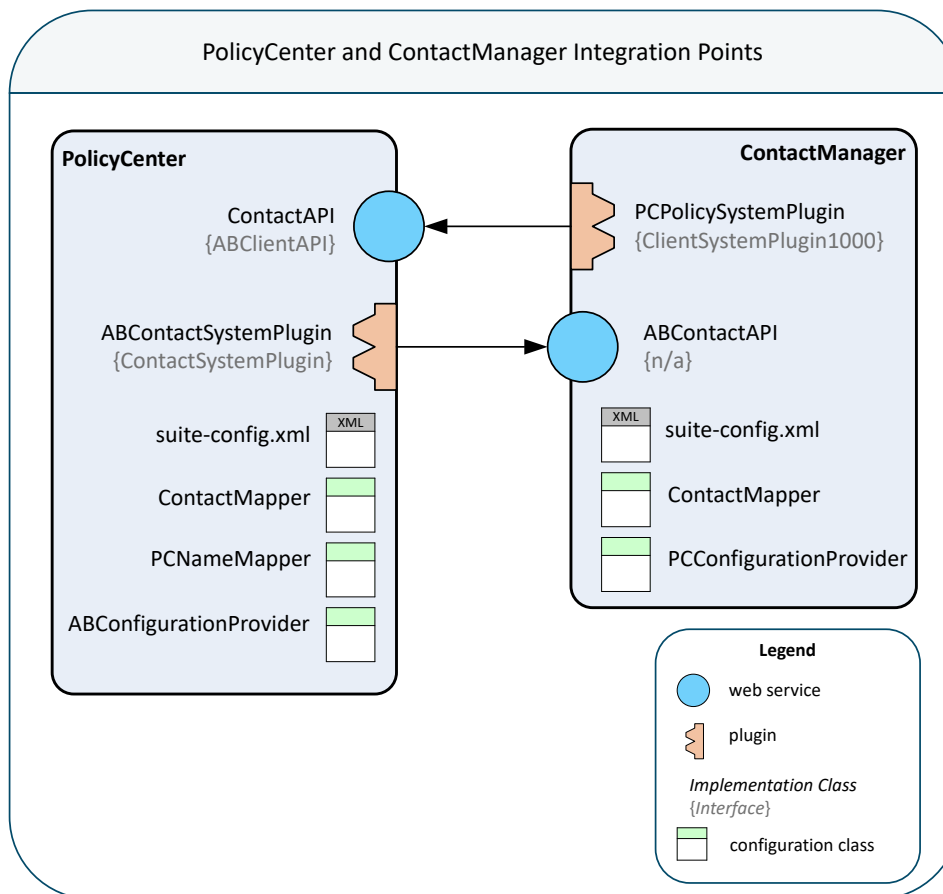 PolicyCenter and ContactManager Integration Points
PolicyCenter
ContactAPI
{ABClientAPI}
ABContactSystemPlugin
{ContactSystemPlugin}
XML
suite-config.xml
ContactMapper
PCNameMapper
ABConfigurationProvider
ContactManager
PCPolicySystemPlugin
{ClientSystemPlugin1000}
ABContactAPI
{n/a}
XML
suite-config.xml
ContactMapper
PCConfigurationProvider
Legend
web service
plugin
Implementation Class
{Interface}
configuration class